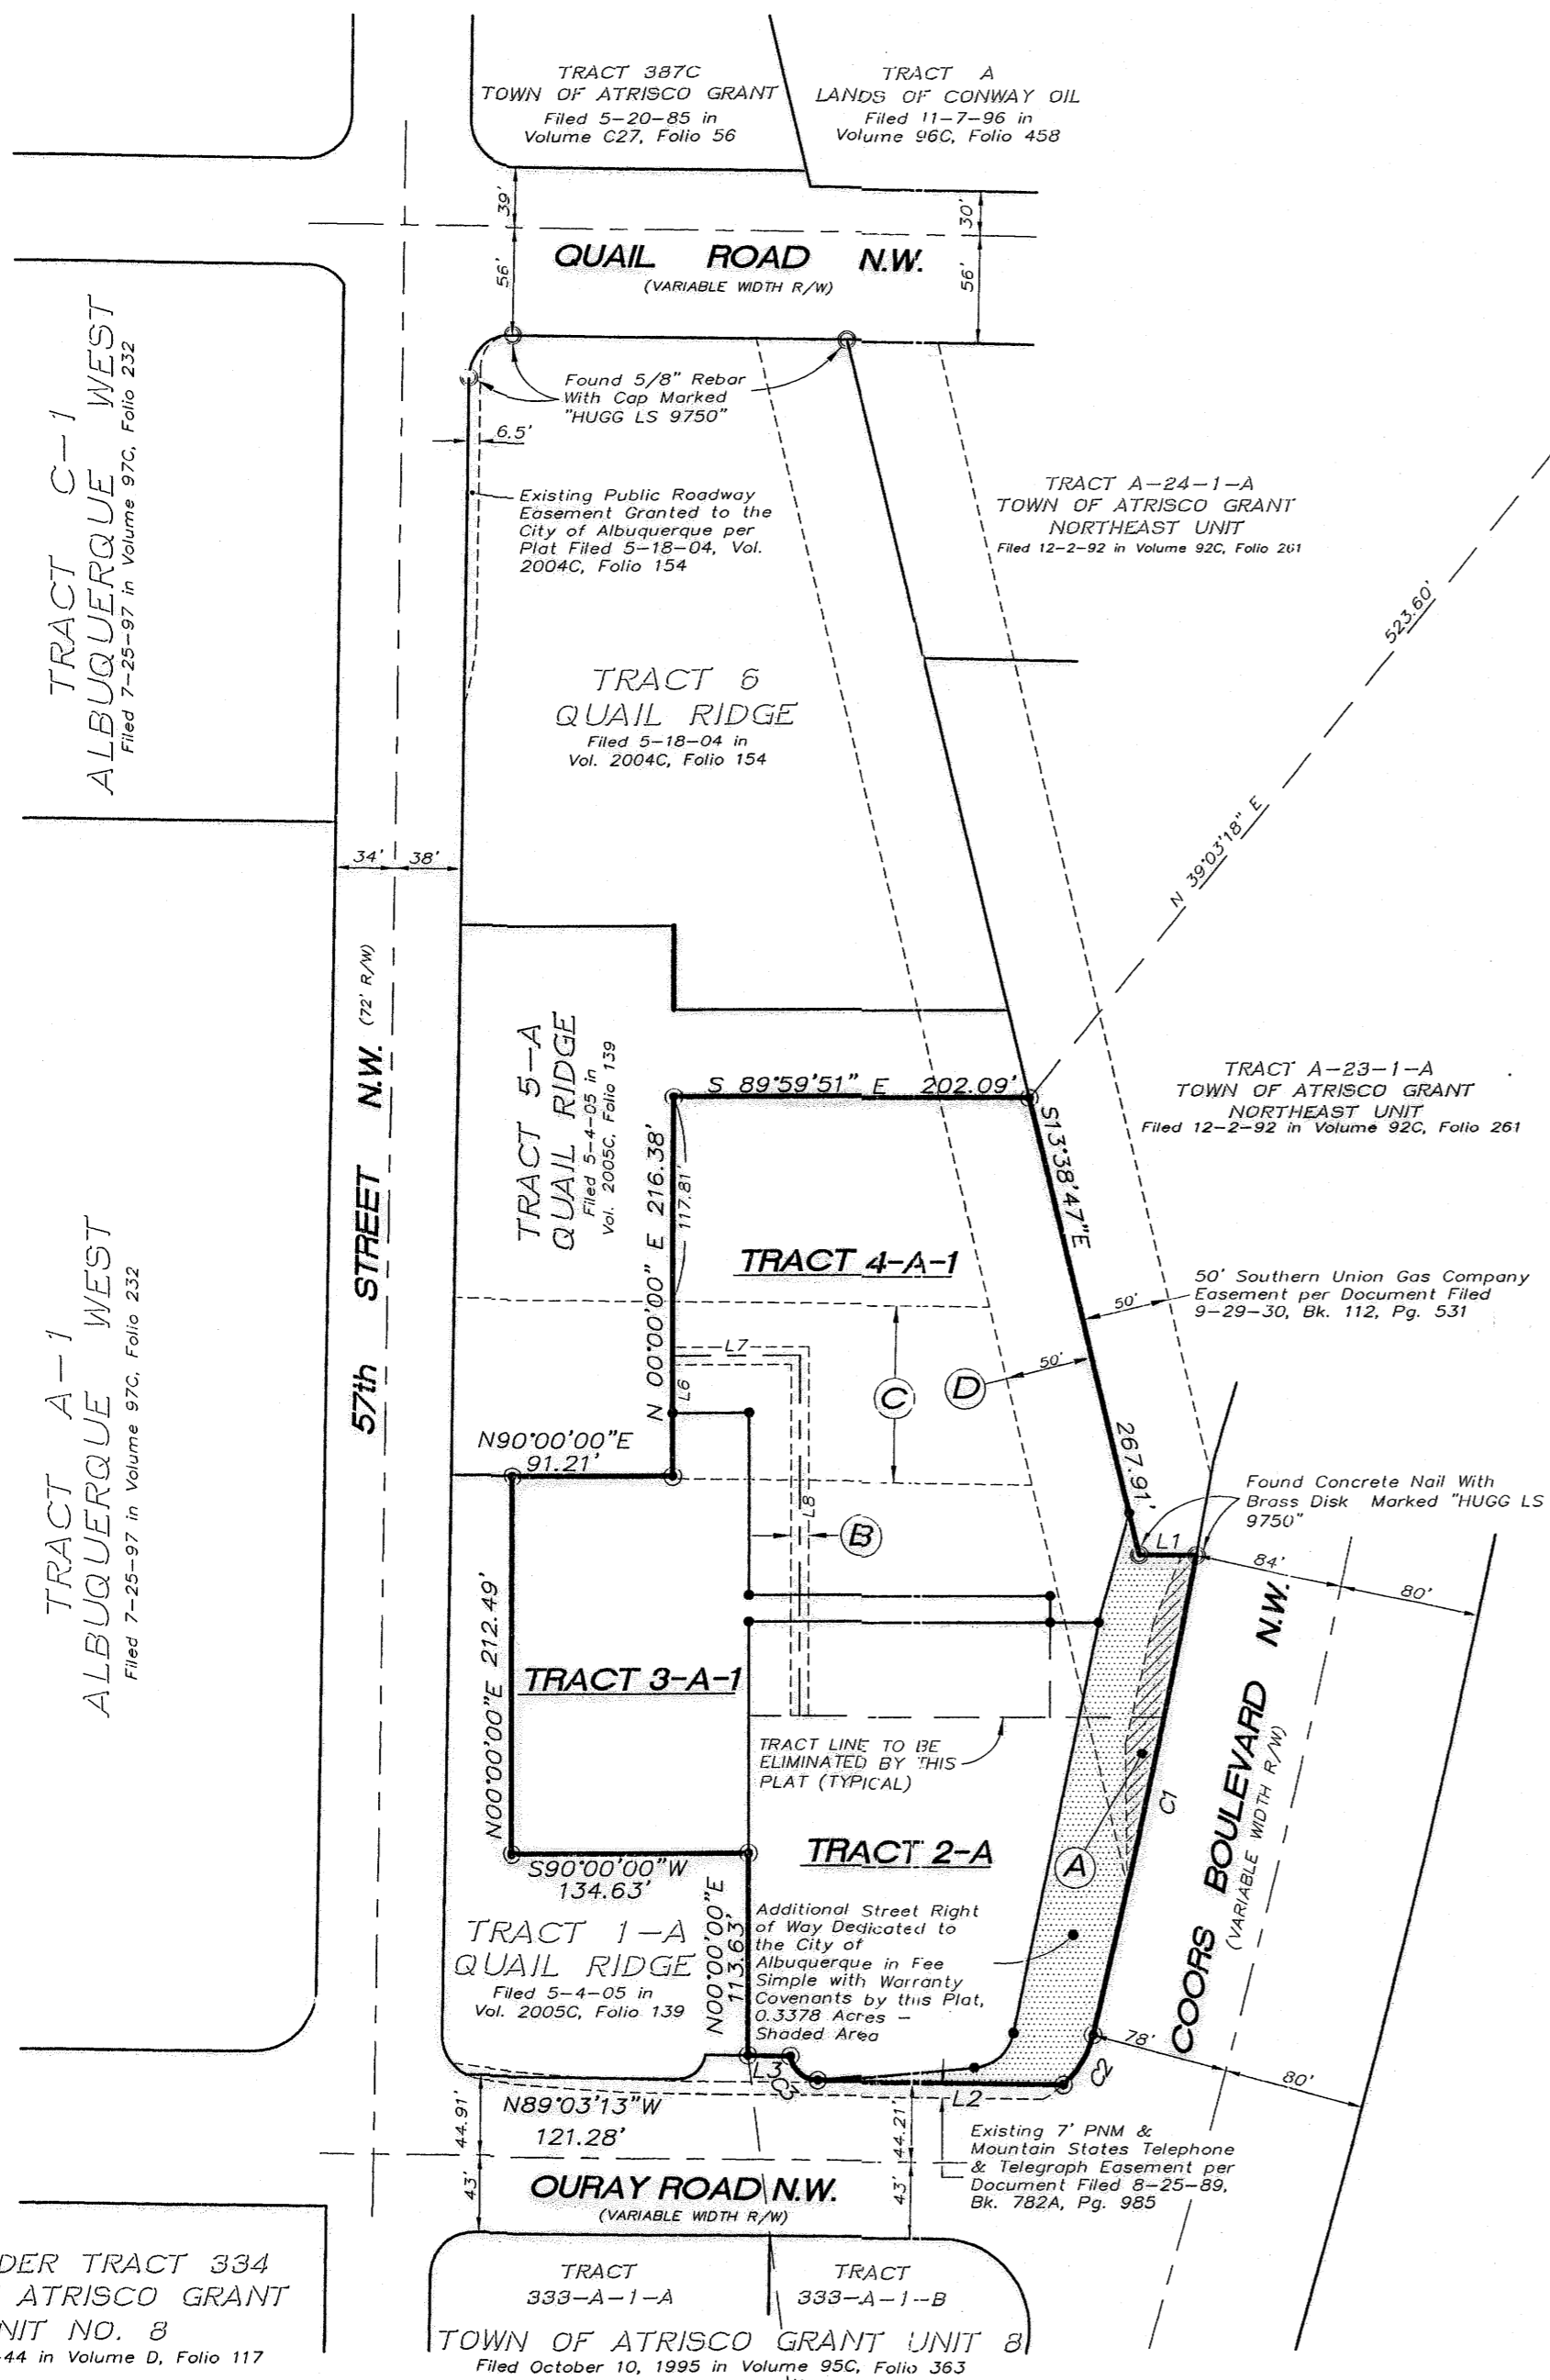 TRACT 387C
TOWN OF ATRISCO GRANT
Filed 5-20-85 in
Volume C27, Folio 56
TRACT A
LANDS OF CONWAY OIL
Filed 11-7-96 in
Volume 96C, Folio 458
39'
30'
QUAIL ROAD N.W.
(VARIABLE WIDTH R/W)
56'
56'
Found 5/8" Rebar
With Cap Marked
"HUGG LS 9750"
6.5'
Existing Public Roadway
Easement Granted to the
City of Albuquerque per
Plat Filed 5-18-04, Vol.
2004C, Folio 154
TRACT C-1
ALBUQUERQUE WEST
Filed 7-25-97 in Volume 97C, Folio 232
TRACT A-24-1-A
TOWN OF ATRISCO GRANT
NORTHEAST UNIT
Filed 12-2-92 in Volume 92C, Folio 261
523.60'
N 39°03'18" E
TRACT 6
QUAIL RIDGE
Filed 5-18-04 in
Vol. 2004C, Folio 154
34'
38'
57th STREET N.W. (72' R/W)
TRACT 5-A
QUAIL RIDGE
Filed 5-4-05 in
Vol. 2005C, Folio 139
S 89°59'51" E 202.09'
TRACT A-23-1-A
TOWN OF ATRISCO GRANT
NORTHEAST UNIT
Filed 12-2-92 in Volume 92C, Folio 261
S13°38'47"E
267.91'
N 00°00'00" E 216.38'
117.81'
TRACT 4-A-1
50' Southern Union Gas Company
Easement per Document Filed
9-29-30, Bk. 112, Pg. 531
50'
50'
TRACT A-1
ALBUQUERQUE WEST
Filed 7-25-97 in Volume 97C, Folio 232
L7
L6
C
D
N90°00'00"E
91.21'
L8
B
Found Concrete Nail With
Brass Disk Marked "HUGG LS
9750"
L1
84'
80'
N00°00'00"E 212.49'
TRACT 3-A-1
TRACT LINE TO BE
ELIMINATED BY THIS
PLAT (TYPICAL)
C1
COORS BOULEVARD N.W.
(VARIABLE WIDTH R/W)
TRACT 2-A
A
S90°00'00"W
134.63'
N00°00'00"E
113.63'
TRACT 1-A
QUAIL RIDGE
Filed 5-4-05 in
Vol. 2005C, Folio 139
Additional Street Right
of Way Dedicated to
the City of
Albuquerque in Fee
Simple with Warranty
Covenants by this Plat,
0.3378 Acres -
Shaded Area
78'
80'
L3
C3
C2
L2
N89°03'13"W
121.28'
44.91'
44.21'
43'
43'
OURAY ROAD N.W.
(VARIABLE WIDTH R/W)
Existing 7' PNM &
Mountain States Telephone
& Telegraph Easement per
Document Filed 8-25-89,
Bk. 782A, Pg. 985
DER TRACT 334
ATRISCO GRANT
NIT NO. 8
44 in Volume D, Folio 117
TRACT
333-A-1-A
TRACT
333-A-1-B
TOWN OF ATRISCO GRANT UNIT 8
Filed October 10, 1995 in Volume 95C, Folio 363